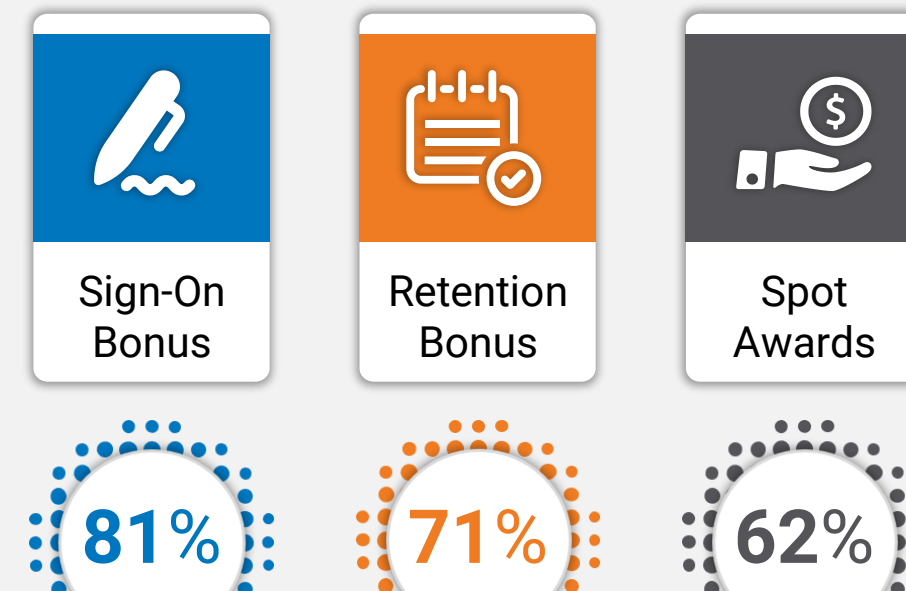 $
Sign-On
Bonus
Retention
Bonus
Spot
Awards
81%
71%
62%